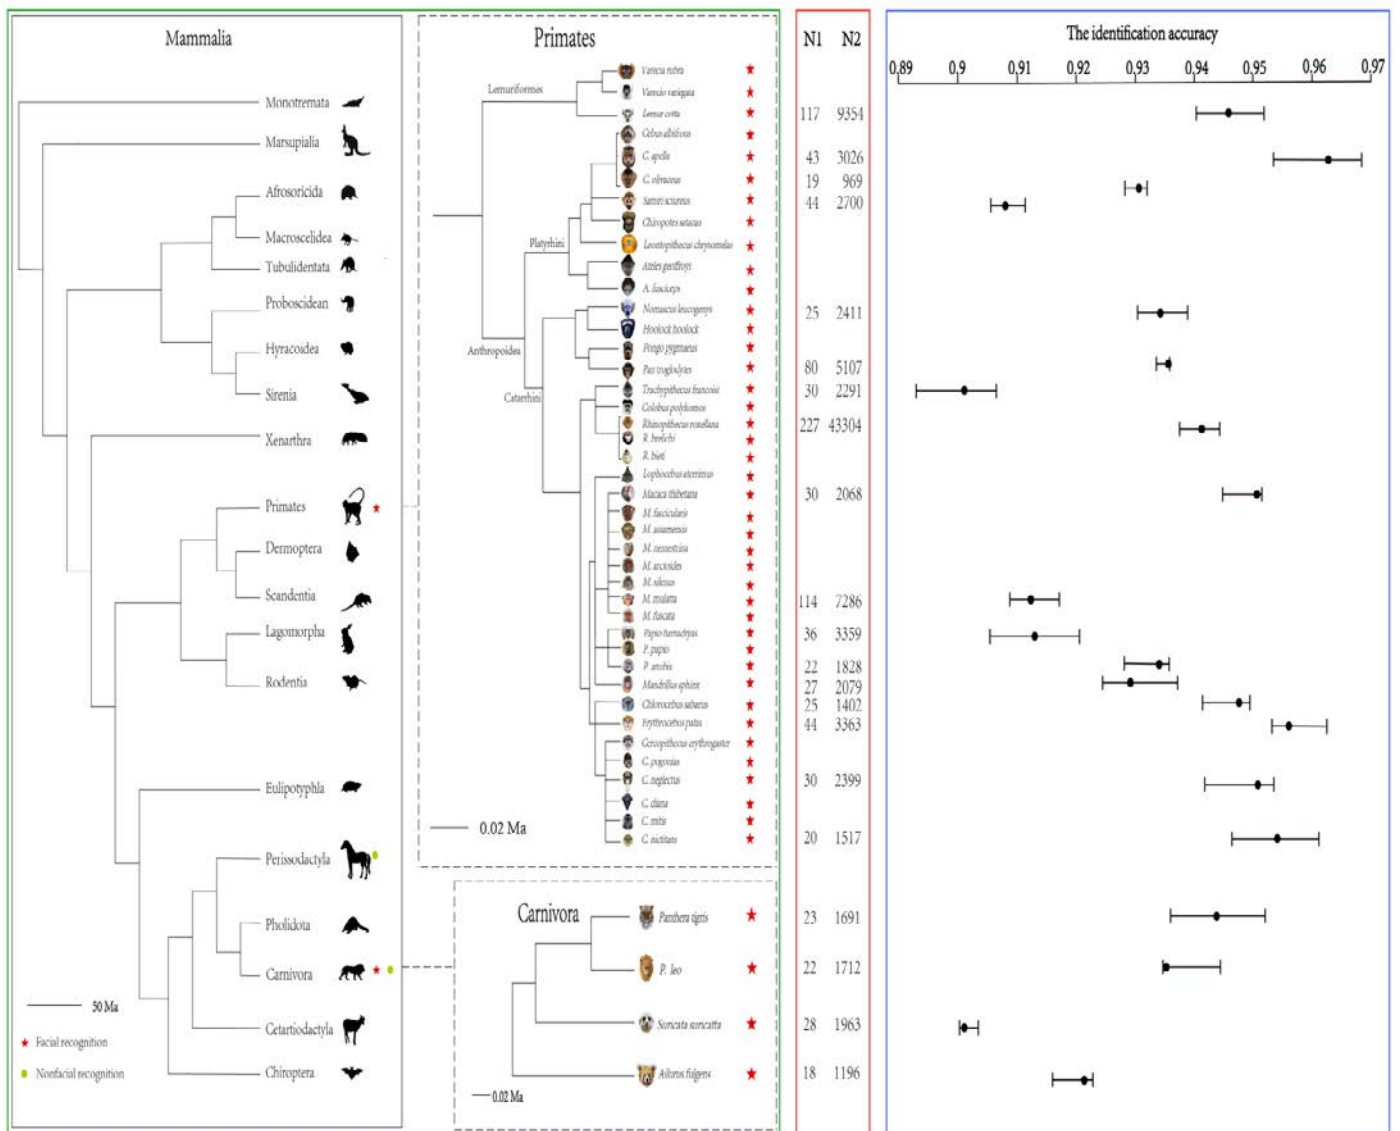 Mammalia
Monotremata
Marsupialia
Afrosoricida
Macroscelidea
Tubulidentata
Proboscidean
Hyracoidea
Sirenia
Xenarthra
Primates
Dermoptera
Scandentia
Lagomorpha
Rodentia
Eulipotyphla
Perissodactyla
Pholidota
Carnivora
Cetartiodactyla
Chiroptera
50 Ma
Facial recognition
Nonfacial recognition
Primates
Lemuriformes
Anthropoidea
Platyrhini
Catarrhini
Varecia rubra
Varecia variegata
Lemur catta
Cebus albifrons
C. apella
C. olivaceus
Saimiri sciureus
Chiropotes satanas
Leontopithecus chrysomelas
Ateles geoffroyi
A. fusciceps
Nomascus leucogenys
Hoolock hoolock
Pongo pygmaeus
Pan troglodytes
Trachypithecus francoisi
Colobus polykomos
Rhinopithecus roxellana
R. brelichi
R. bieti
Lophocebus aterrimus
Macaca thibetana
M. fascicularis
M. assamensis
M. nemestrina
M. arctoides
M. silenus
M. mulatta
M. fuscata
Papio hamadryas
P. papio
P. anubis
Mandrillus sphinx
Chlorocebus sabaeus
Erythrocebus patas
Cercopithecus erythrogaster
C. pogonias
C. neglectus
C. diana
C. mitis
C. nictitans
0.02 Ma
Carnivora
Panthera tigris
P. leo
Suricata suricatta
Ailurus fulgens
0.02 Ma
N1 N2
117 9354
43 3026
19 969
44 2700
25 2411
80 5107
30 2291
227 43304
30 2068
114 7286
36 3359
22 1828
27 2079
25 1402
44 3363
30 2399
20 1517
23 1691
22 1712
28 1963
18 1196
The identification accuracy
0,89 0,9 0,91 0,92 0,93 0,94 0,95 0,96 0,97